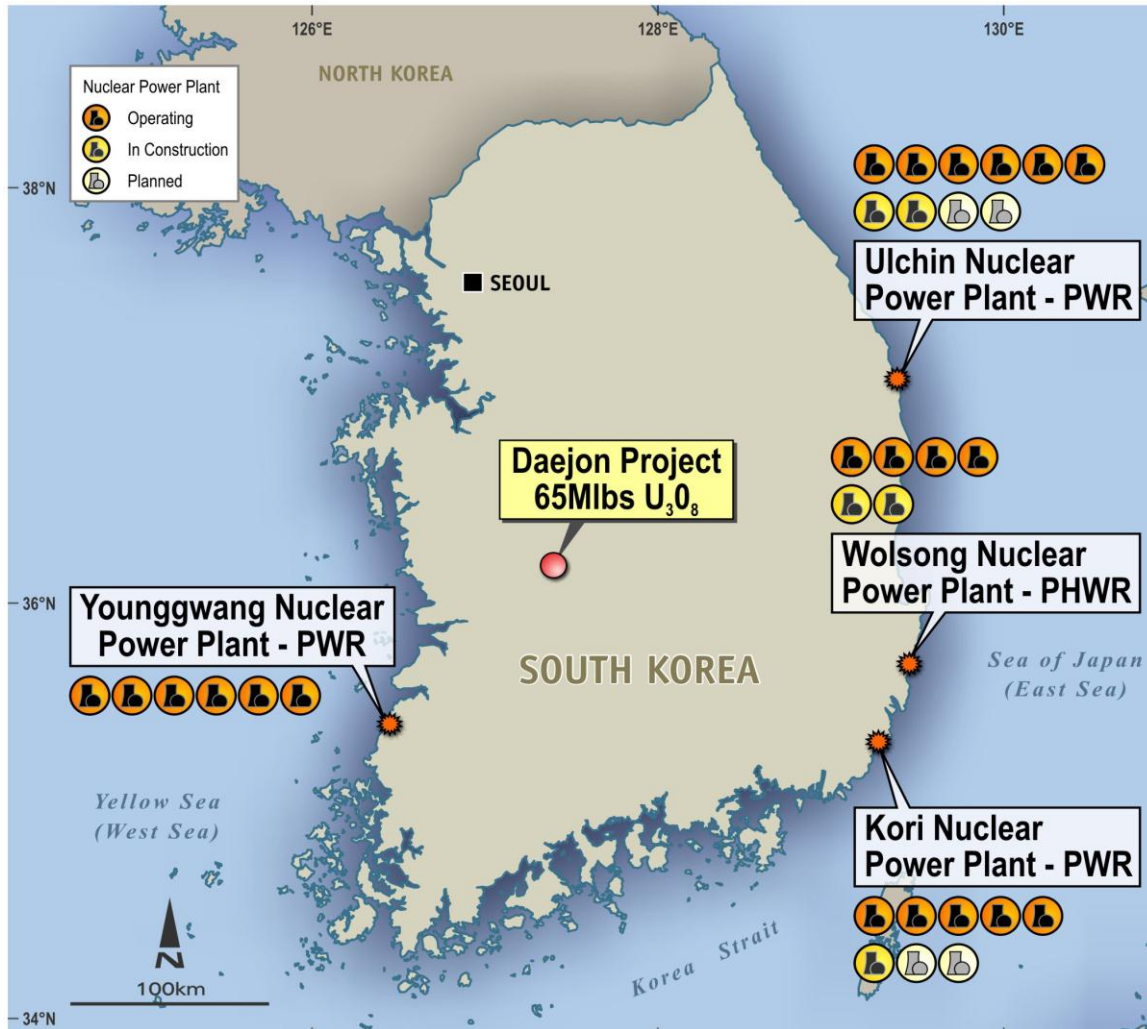 126°E
128°E
130°E
NORTH KOREA
Nuclear Power Plant
Operating
In Construction
Planned
38°N
Ulchin Nuclear
Power Plant - PWR
SEOUL
Daejon Project
65Mlbs U₃0₈
Wolsong Nuclear
Power Plant - PHWR
36°N
Younggwang Nuclear
Power Plant - PWR
SOUTH KOREA
Sea of Japan
(East Sea)
Yellow Sea
(West Sea)
Kori Nuclear
Power Plant - PWR
Korea Strait
N
100km
34°N